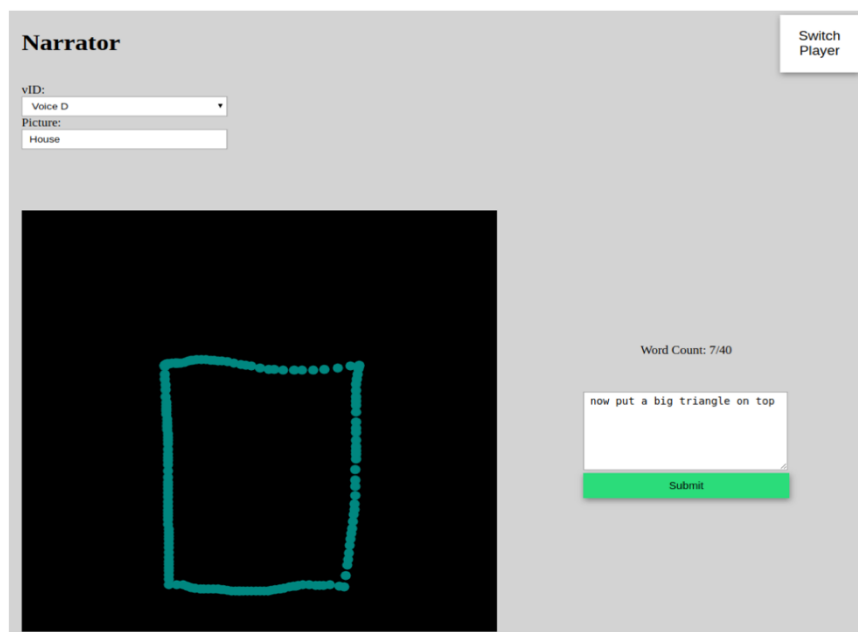 Narrator
Switch
Player
vID:
Voice D
Picture:
House
Word Count: 7/40
now put a big triangle on top
Submit